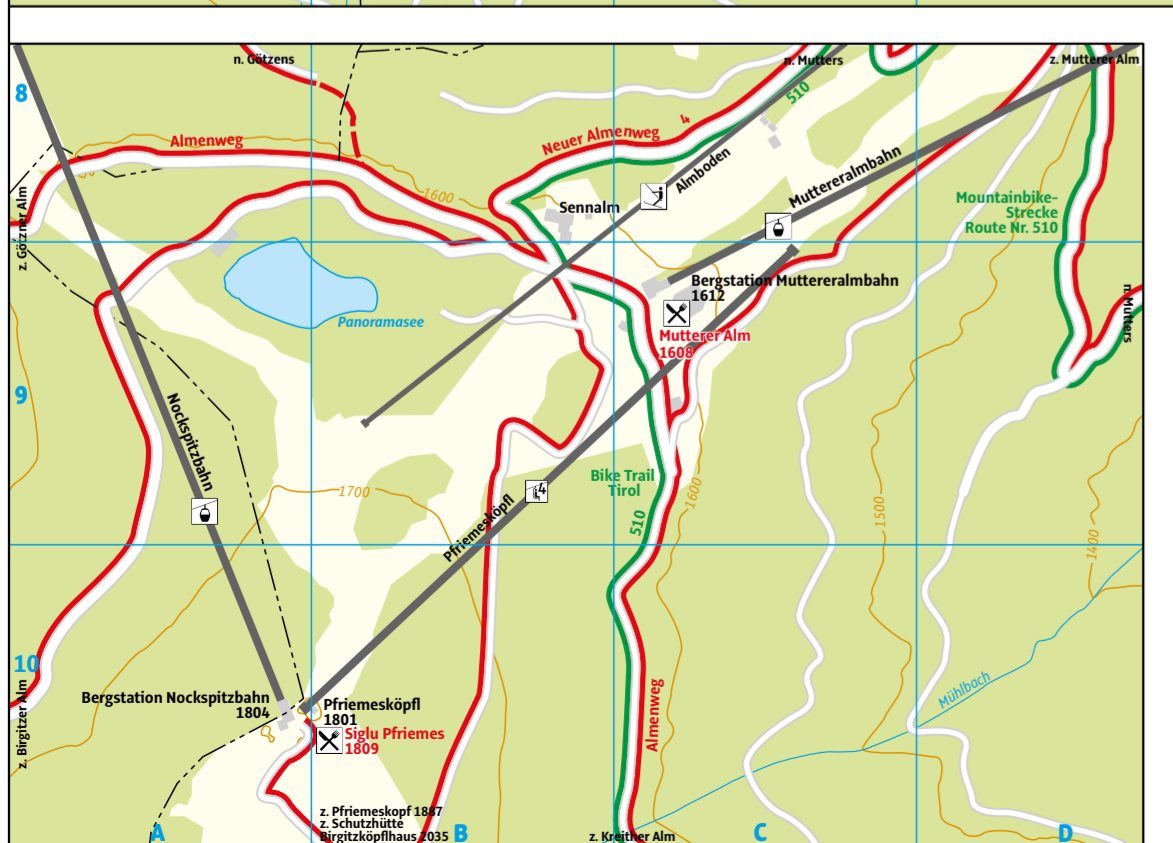 n. Götzens
n. Mutters
z. Mutterer Alm
8
510
4
Almenweg
Neuer Almenweg
Almboden
Muttereralmbahn
1600
Sennalm
Mountainbike-
Strecke
Route Nr. 510
z. Götzner Alm
Bergstation Muttereralmbahn
1612
Panoramasee
Mutterer Alm
1608
n. Mutters
9
Nockspitzbahn
1700
4
Bike Trail
Tirol
1600
1500
510
Pfriemesköpfl
1400
10
z. Birgitzer Alm
Bergstation Nockspitzbahn
1804
Pfriemesköpfl
1801
Siglu Pfriemes
1809
Almenweg
Mühlbach
z. Pfriemeskopf 1887
z. Schutzhütte
Birgitzköpflhaus 2035
z. Kreither Alm
A
B
C
D